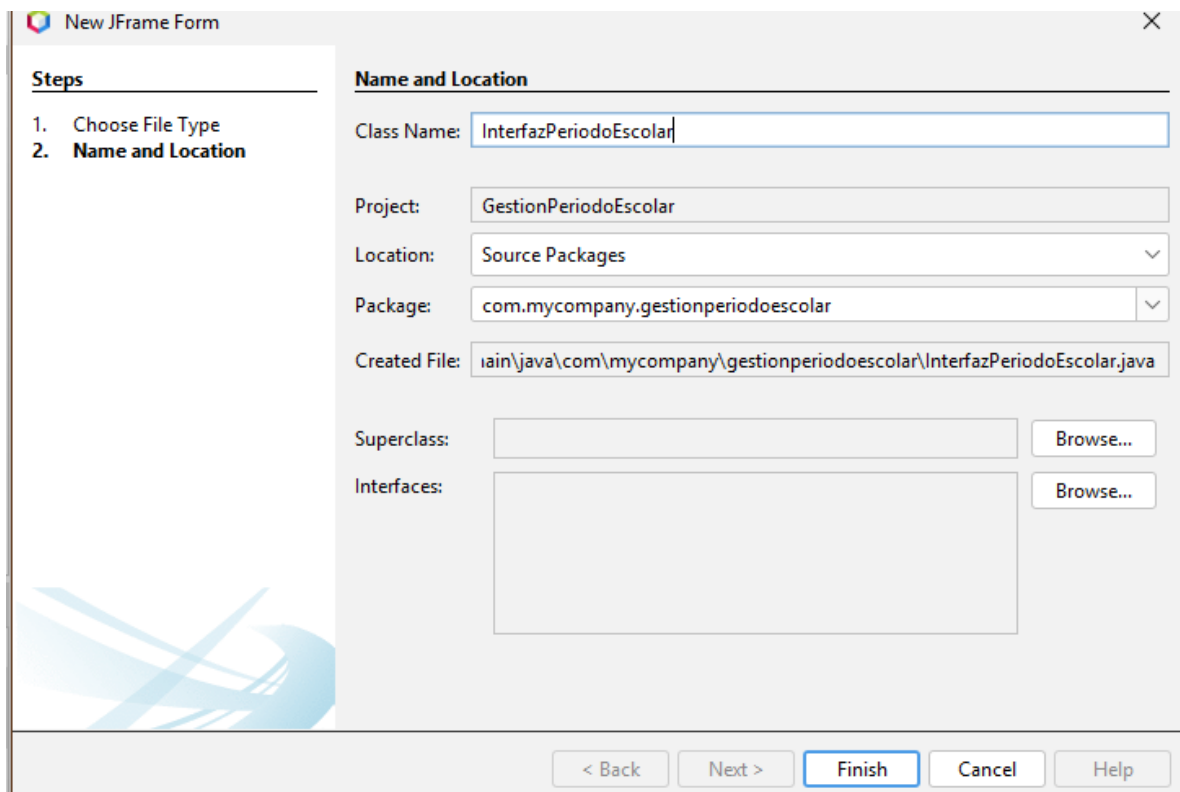 New JFrame Form
Steps
1. Choose File Type
2. Name and Location
Name and Location
Class Name: InterfazPeriodoEscolar
Project: GestionPeriodoEscolar
Location: Source Packages
Package: com.mycompany.gestionperiodoescolar
Created File: ain\java\com\mycompany\gestionperiodoescolar\InterfazPeriodoEscolar.java
Superclass: Browse...
Interfaces: Browse...
< Back Next > Finish Cancel Help